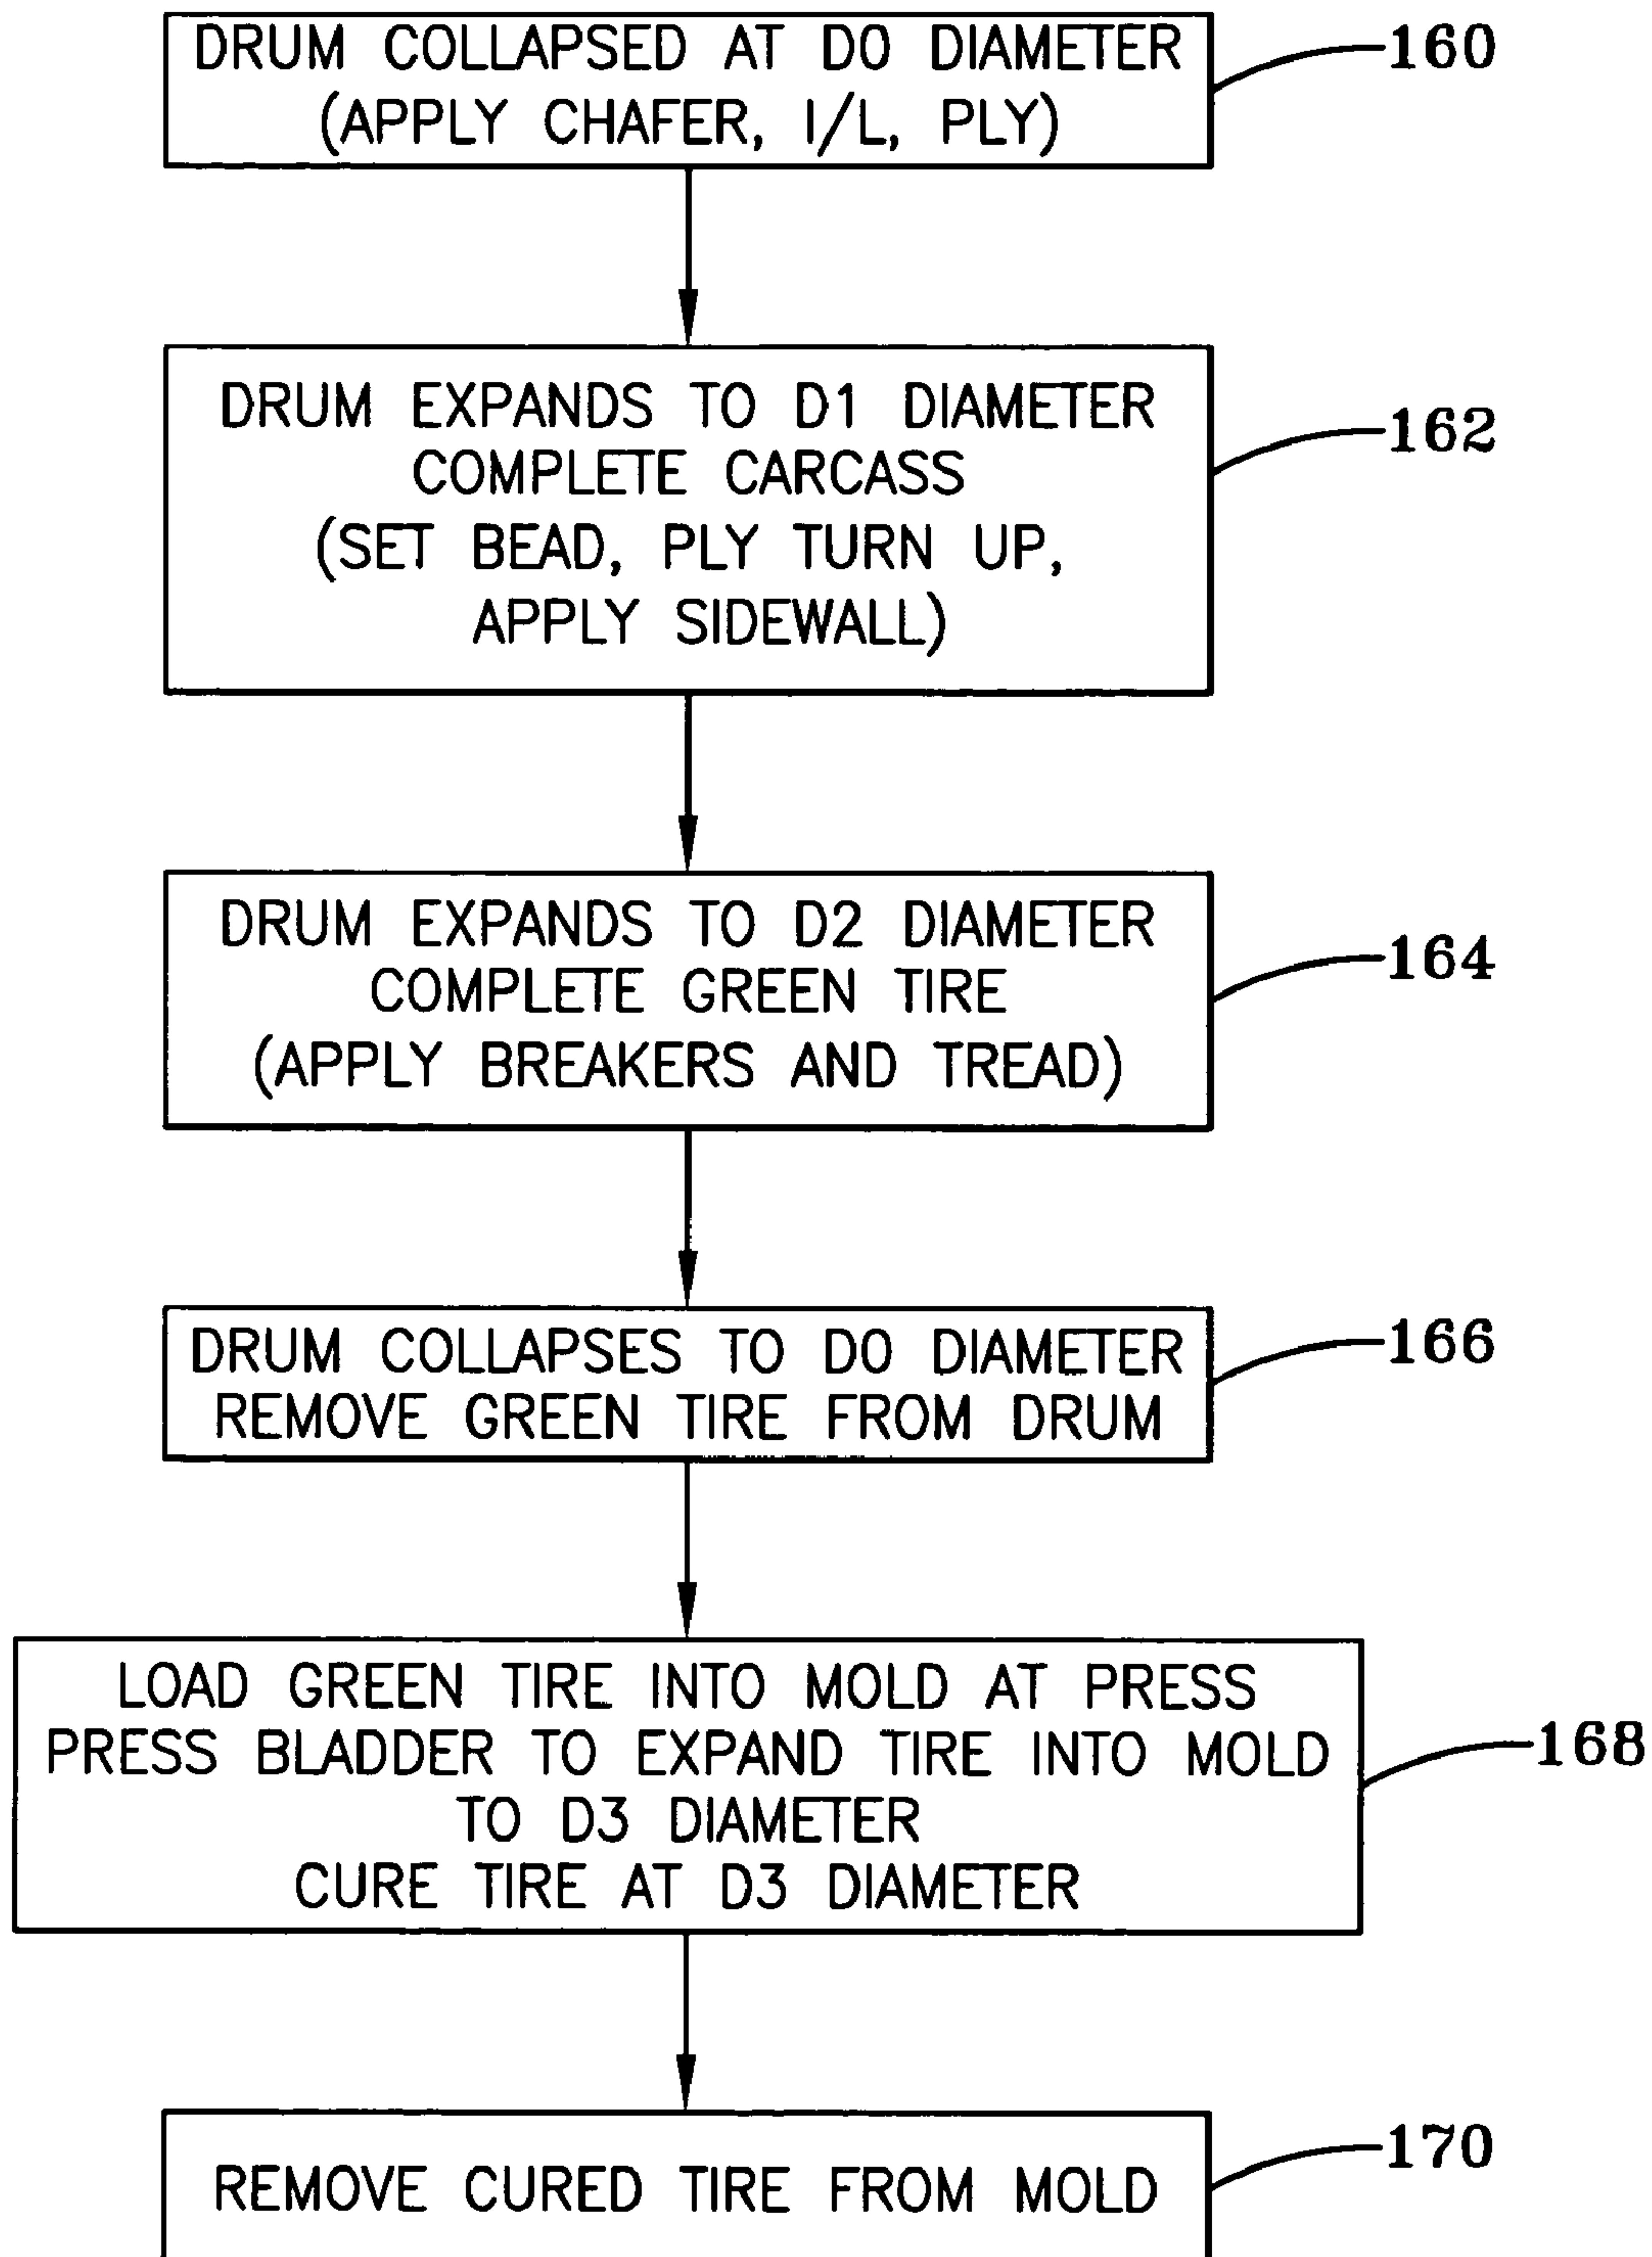 DRUM COLLAPSED AT D0 DIAMETER
(APPLY CHAFER, I/L, PLY)
160
DRUM EXPANDS TO D1 DIAMETER
COMPLETE CARCASS
(SET BEAD, PLY TURN UP,
APPLY SIDEWALL)
162
DRUM EXPANDS TO D2 DIAMETER
COMPLETE GREEN TIRE
(APPLY BREAKERS AND TREAD)
164
DRUM COLLAPSES TO D0 DIAMETER
REMOVE GREEN TIRE FROM DRUM
166
LOAD GREEN TIRE INTO MOLD AT PRESS
PRESS BLADDER TO EXPAND TIRE INTO MOLD
TO D3 DIAMETER
CURE TIRE AT D3 DIAMETER
168
REMOVE CURED TIRE FROM MOLD
170